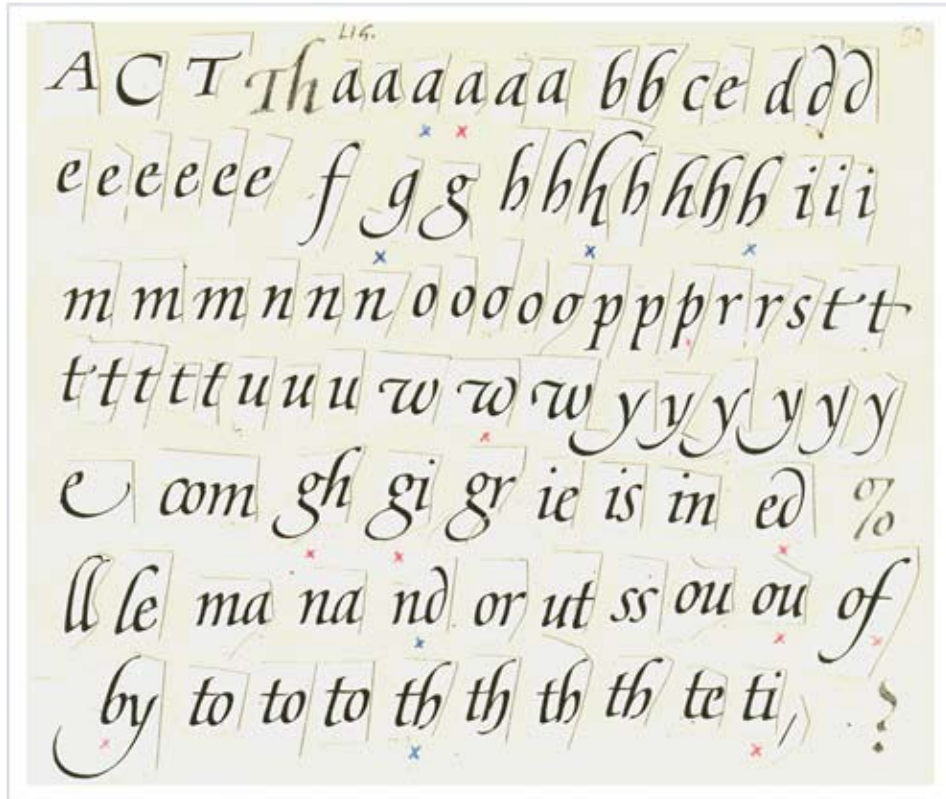 LIG.
A C T Th a a a a a a b b c e d d d
e e e e e e f g g h h h h h h h i i i
m m m n n n o o o o o p p p r r s t t
t t t t t u u u w w w y y y y y y
e com gh gi gr ie is in ed %
ll le ma na nd or ut ss ou ou of
by to to to th th th th te ti, ?